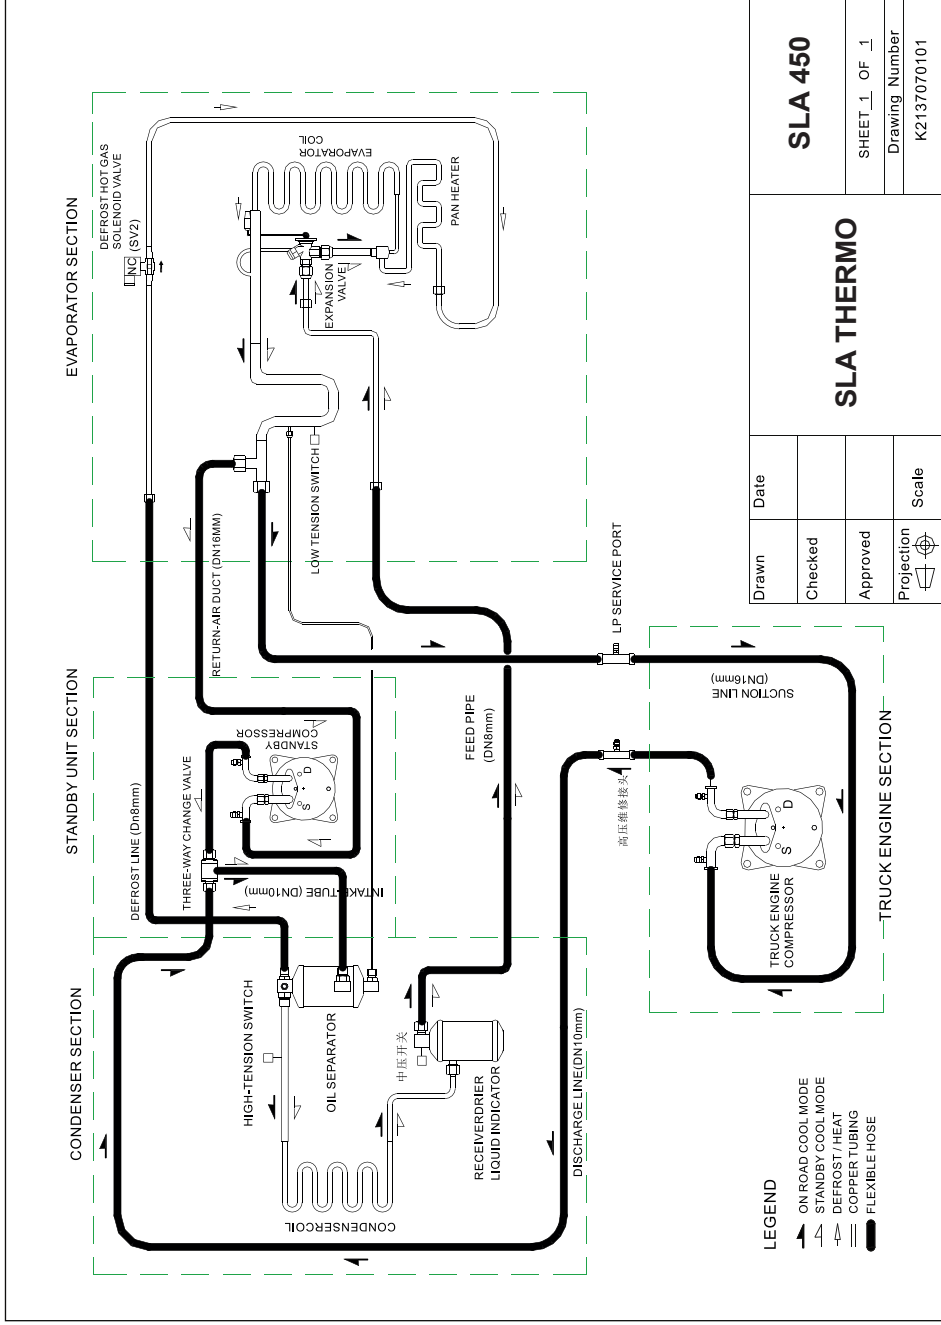 EVAPORATOR SECTION
DEFROST HOT GAS
SOLENOID VALVE
(SV2)
NC
EVAPORATOR
COIL
PAN HEATER
EXPANSION
VALVE
LOW TENSION SWITCH
RETURN-AIR DUCT (DN16MM)
STANDBY UNIT SECTION
DEFROST LINE (Dn8mm)
THREE-WAY CHANGE VALVE
STANDBY
COMPRESSOR
S
D
INTAKE-TUBE (DN10mm)
FEED PIPE
(DN8mm)
CONDENSER SECTION
HIGH-TENSION SWITCH
OIL SEPARATOR
中压开关
RECEIVERDRIER
LIQUID INDICATOR
CONDENSERCOIL
DISCHARGE LINE(DN10mm)
LP SERVICE PORT
高压维修接头
SUCTION LINE
(DN16mm)
S
D
TRUCK ENGINE
COMPRESSOR
TRUCK ENGINE SECTION
LEGEND
ON ROAD COOL MODE
STANDBY COOL MODE
DEFROST / HEAT
COPPER TUBING
FLEXIBLE HOSE
Drawn
Date
Checked
Approved
Projection
Scale
SLA THERMO
SLA 450
SHEET 1 OF 1
Drawing Number
K2137070101